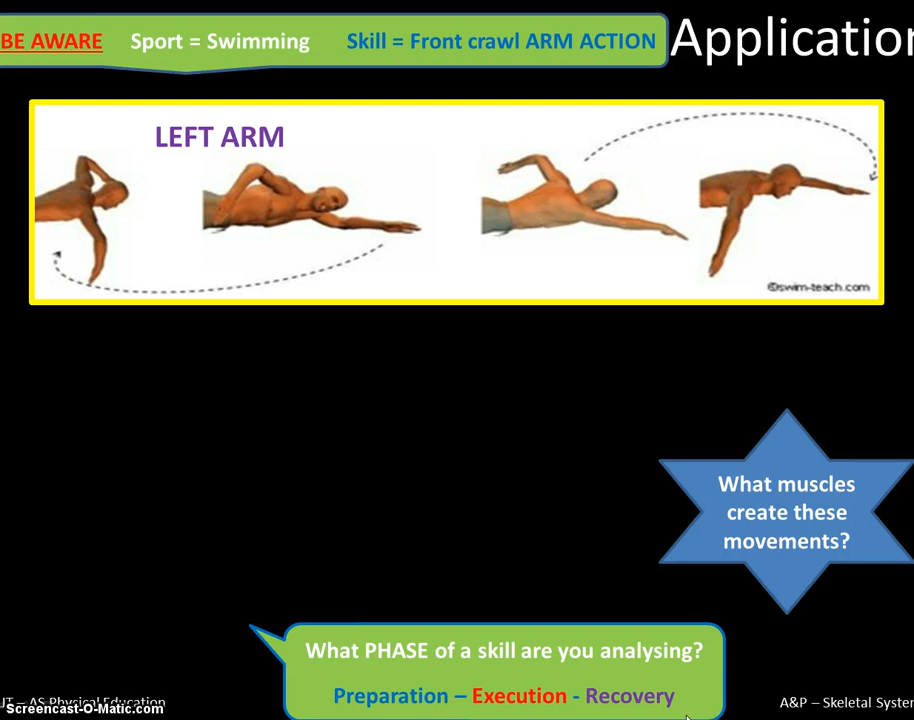 BE AWARE Sport = Swimming Skill = Front crawl ARM ACTION
Application
LEFT ARM
©swim-teach.com
What muscles
create these
movements?
What PHASE of a skill are you analysing?
Preparation – Execution - Recovery
AS Physical Education
Screencast-O-Matic.com
A&P – Skeletal Syste